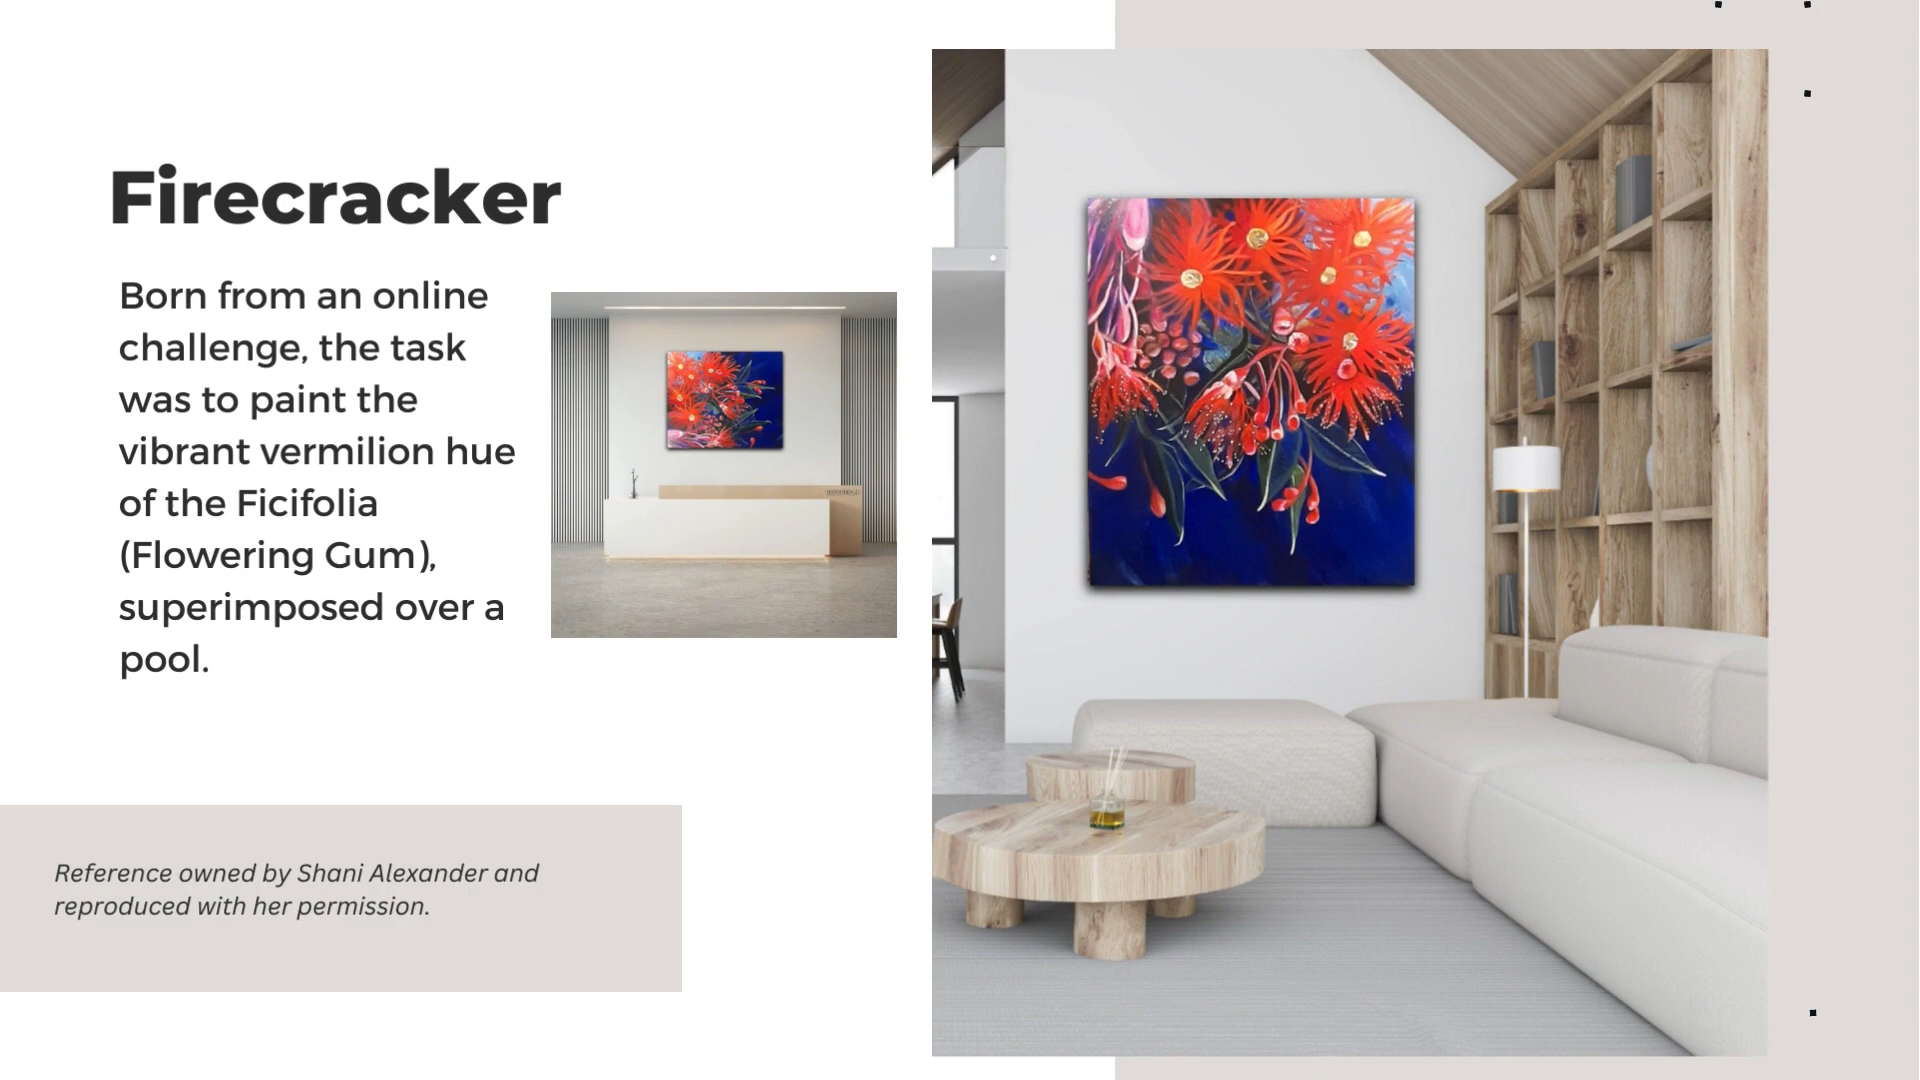 Firecracker
Born from an online
challenge, the task
was to paint the
vibrant vermilion hue
of the Ficifolia
(Flowering Gum),
superimposed over a
pool.
Reference owned by Shani Alexander and
reproduced with her permission.